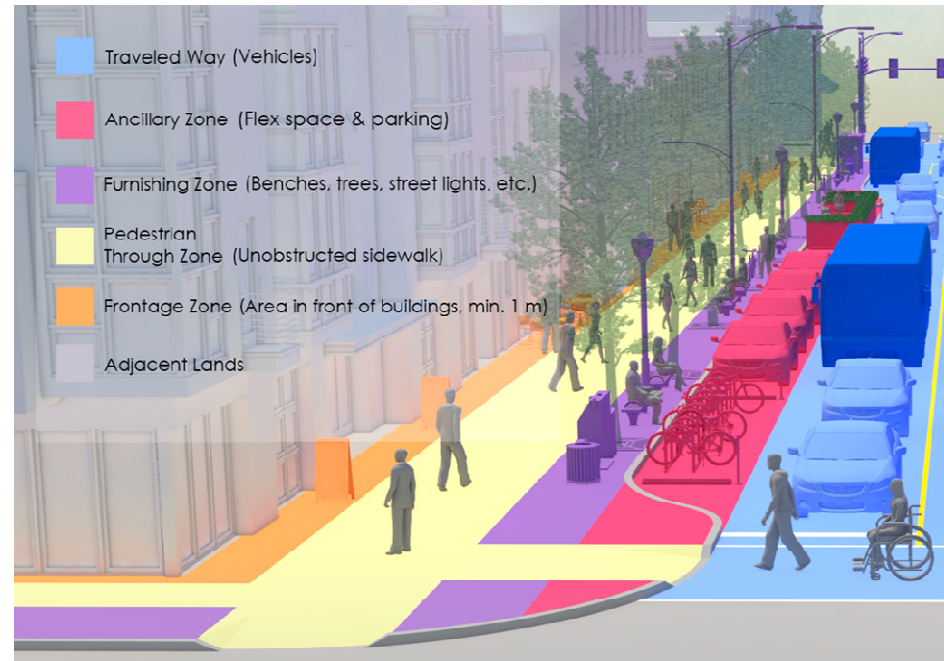 Traveled Way (Vehicles)
Ancillary Zone (Flex space & parking)
Furnishing Zone (Benches, trees, street lights, etc.)
Pedestrian
Through Zone (Unobstructed sidewalk)
Frontage Zone (Area in front of buildings, min. 1 m)
Adjacent Lands